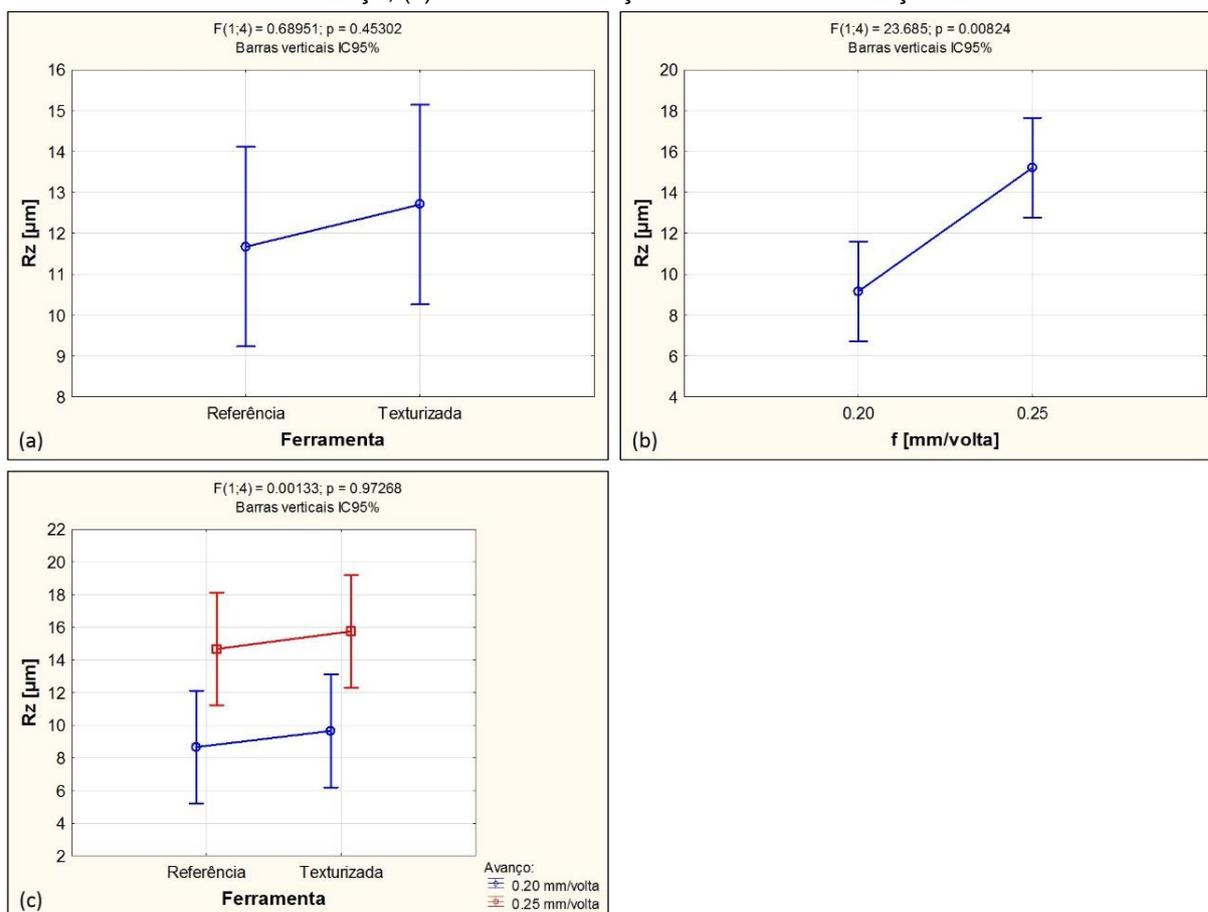 F(1;4) = 0.68951; p = 0.45302
Barras verticais IC95%
16
15
14
13
12
11
10
9
8
Rz [µm]
Referência
Texturizada
Ferramenta
(a)
F(1;4) = 23.685; p = 0.00824
Barras verticais IC95%
20
18
16
14
12
10
8
6
4
Rz [µm]
0.20
0.25
f [mm/volta]
(b)
F(1;4) = 0.00133; p = 0.97268
Barras verticais IC95%
22
20
18
16
14
12
10
8
6
4
2
Rz [µm]
Referência
Texturizada
Ferramenta
(c)
Avanço:
0.20 mm/volta
0.25 mm/volta